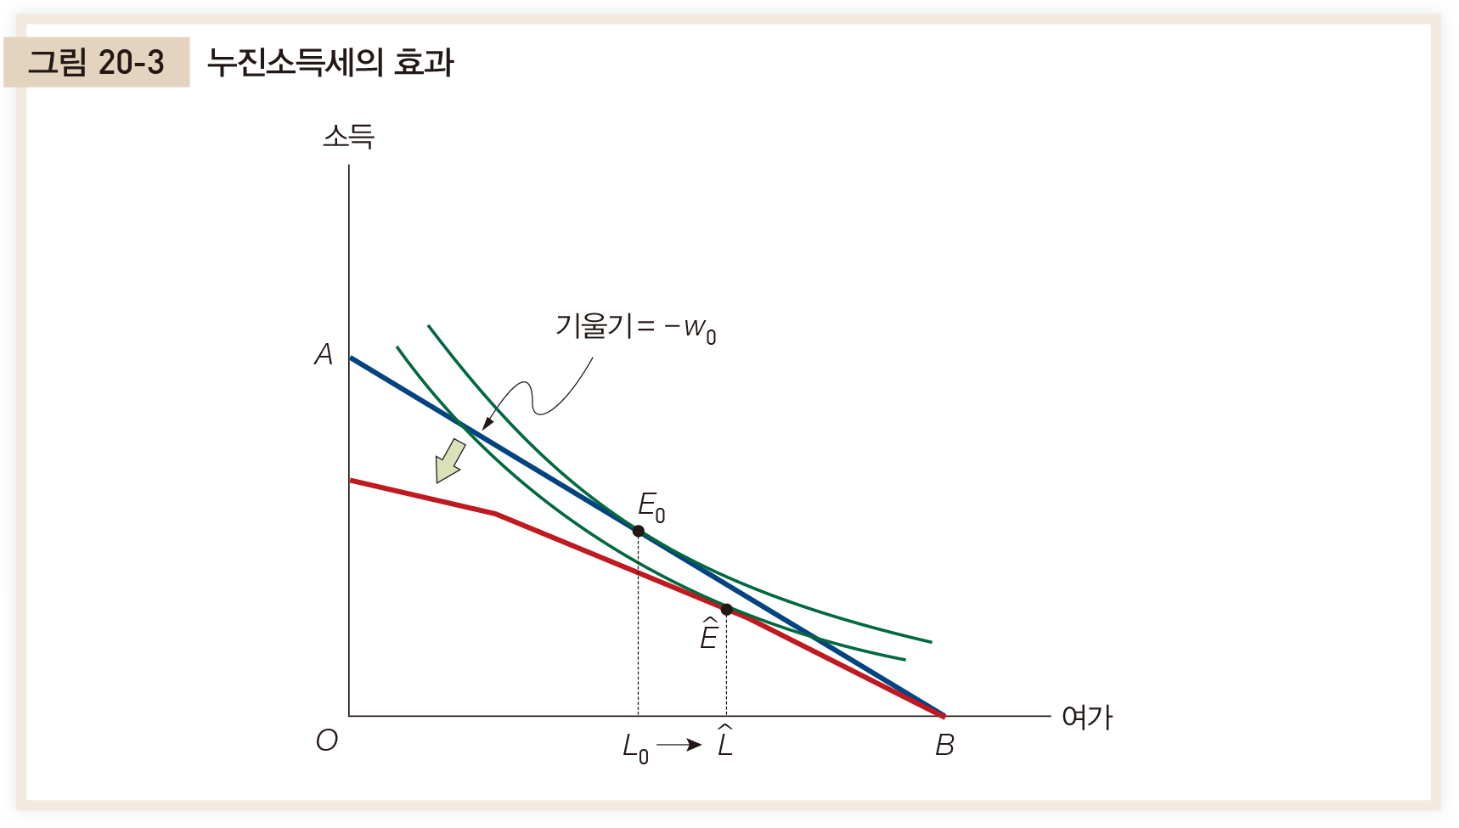 그림 20-3 누진소득세의 효과
소득
기울기 = −w₀
A
E₀
Ê
여가
O
L₀ → L̂
B